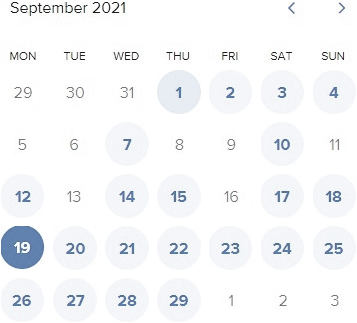 September 2021
MON TUE WED THU FRI SAT SUN
29 30 31 1 2 3 4
5 6 7 8 9 10 11
12 13 14 15 16 17 18
19 20 21 22 23 24 25
26 27 28 29 1 2 3